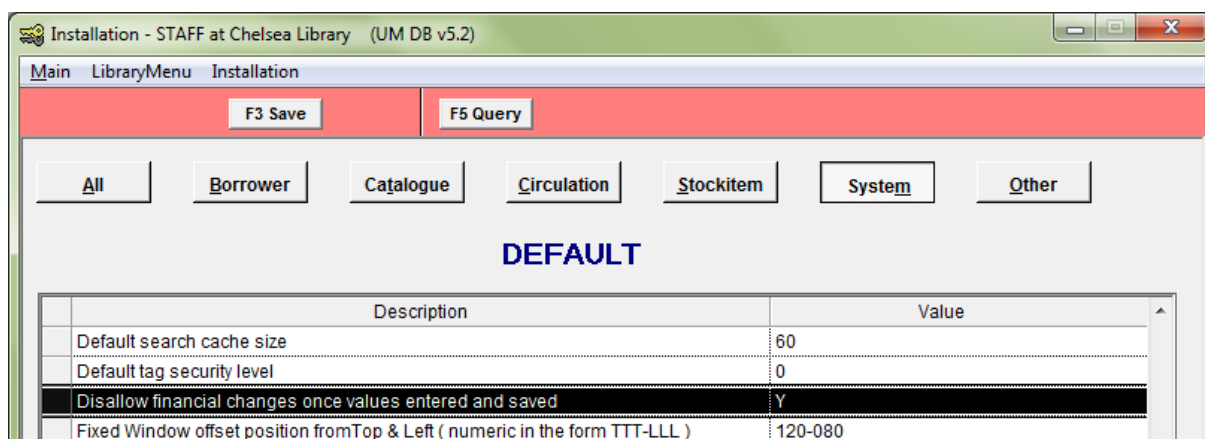 Installation - STAFF at Chelsea Library (UM DB v5.2)
Main LibraryMenu Installation
F3 Save F5 Query
All Borrower Catalogue Circulation Stockitem System Other
DEFAULT
Description Value
Default search cache size 60
Default tag security level 0
Disallow financial changes once values entered and saved Y
Fixed Window offset position fromTop & Left ( numeric in the form TTT-LLL ) 120-080